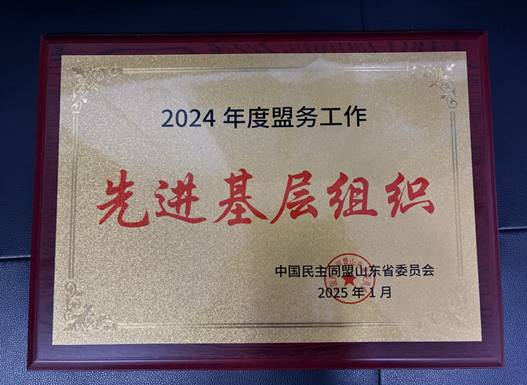 2024 年度盟务工作
先进基层组织
中国民主同盟山东省委员会
2025 年 1 月